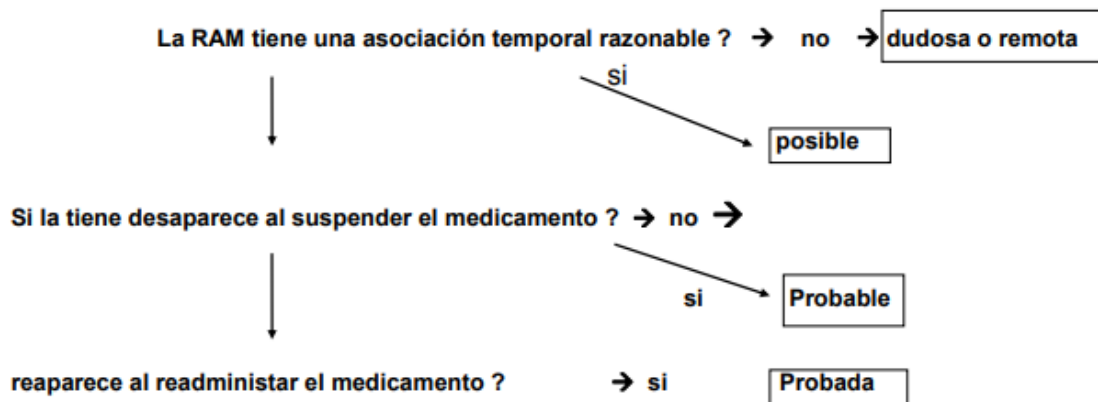 La RAM tiene una asociación temporal razonable ? → no → dudosa o remota
si
posible
Si la tiene desaparece al suspender el medicamento ? → no →
si Probable
reaparece al readministar el medicamento ? → si Probada